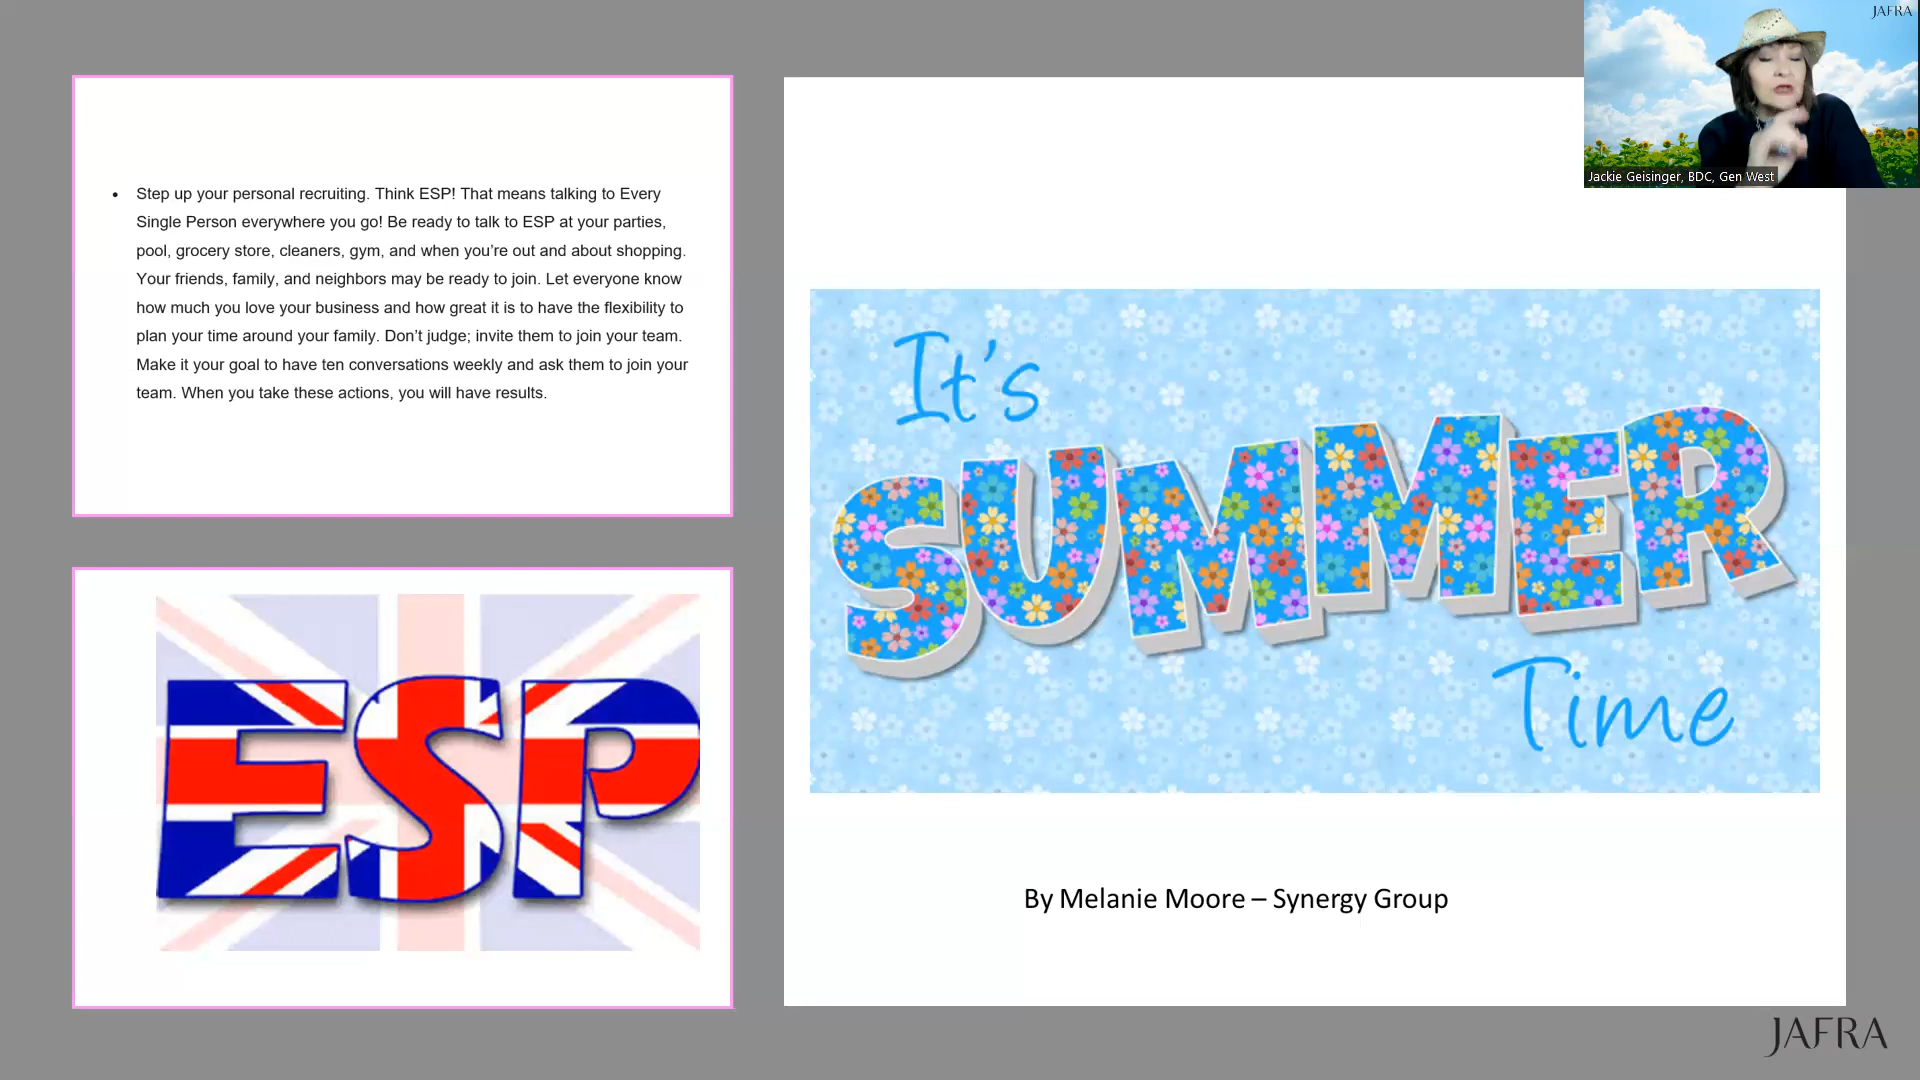 JAFRA
Jackie Geisinger, BDC, Gen West
• Step up your personal recruiting. Think ESP! That means talking to Every
Single Person everywhere you go! Be ready to talk to ESP at your parties,
pool, grocery store, cleaners, gym, and when you’re out and about shopping.
Your friends, family, and neighbors may be ready to join. Let everyone know
how much you love your business and how great it is to have the flexibility to
plan your time around your family. Don’t judge; invite them to join your team.
Make it your goal to have ten conversations weekly and ask them to join your
team. When you take these actions, you will have results.
ESP
It’s
SUMMER
Time
By Melanie Moore – Synergy Group
JAFRA